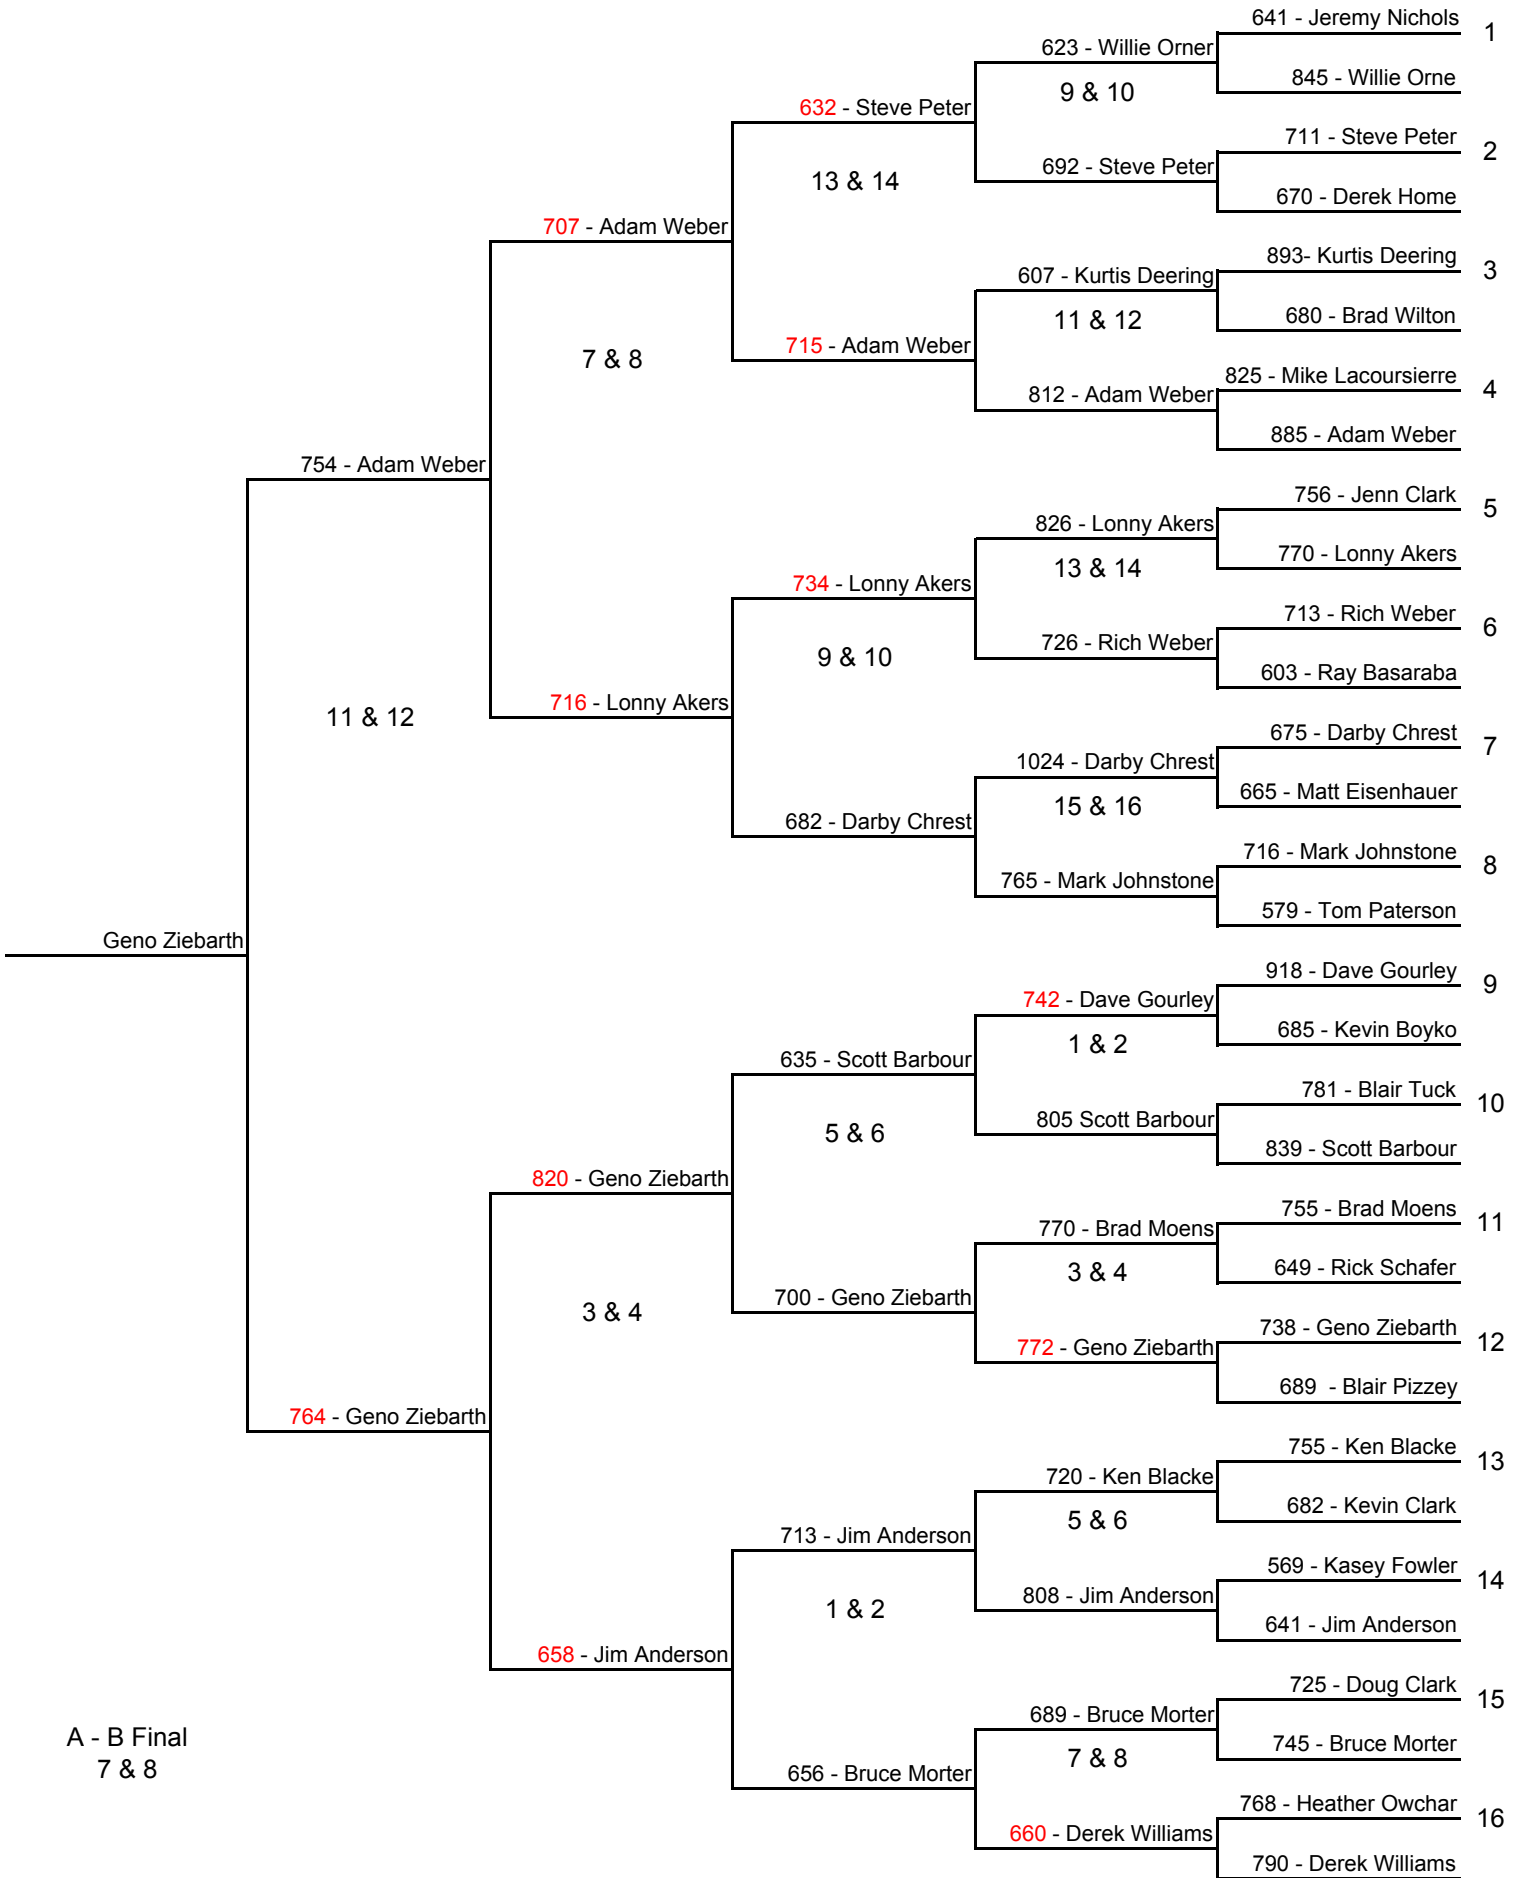 641 - Jeremy Nichols
1
623 - Willie Orner
845 - Willie Orne
9 & 10
632 - Steve Peter
711 - Steve Peter
2
692 - Steve Peter
13 & 14
670 - Derek Home
707 - Adam Weber
893- Kurtis Deering
3
607 - Kurtis Deering
680 - Brad Wilton
11 & 12
715 - Adam Weber
7 & 8
825 - Mike Lacoursierre
4
812 - Adam Weber
885 - Adam Weber
754 - Adam Weber
756 - Jenn Clark
5
826 - Lonny Akers
770 - Lonny Akers
13 & 14
734 - Lonny Akers
713 - Rich Weber
6
726 - Rich Weber
9 & 10
603 - Ray Basaraba
716 - Lonny Akers
11 & 12
675 - Darby Chrest
7
1024 - Darby Chrest
665 - Matt Eisenhauer
15 & 16
682 - Darby Chrest
716 - Mark Johnstone
8
765 - Mark Johnstone
579 - Tom Paterson
Geno Ziebarth
918 - Dave Gourley
9
742 - Dave Gourley
685 - Kevin Boyko
1 & 2
635 - Scott Barbour
781 - Blair Tuck
10
805 Scott Barbour
5 & 6
839 - Scott Barbour
820 - Geno Ziebarth
755 - Brad Moens
11
770 - Brad Moens
649 - Rick Schafer
3 & 4
700 - Geno Ziebarth
3 & 4
738 - Geno Ziebarth
12
772 - Geno Ziebarth
689 - Blair Pizzey
764 - Geno Ziebarth
755 - Ken Blacke
13
720 - Ken Blacke
682 - Kevin Clark
5 & 6
713 - Jim Anderson
569 - Kasey Fowler
14
808 - Jim Anderson
1 & 2
641 - Jim Anderson
658 - Jim Anderson
725 - Doug Clark
15
689 - Bruce Morter
A - B Final
745 - Bruce Morter
7 & 8
7 & 8
656 - Bruce Morter
768 - Heather Owchar
16
660 - Derek Williams
790 - Derek Williams